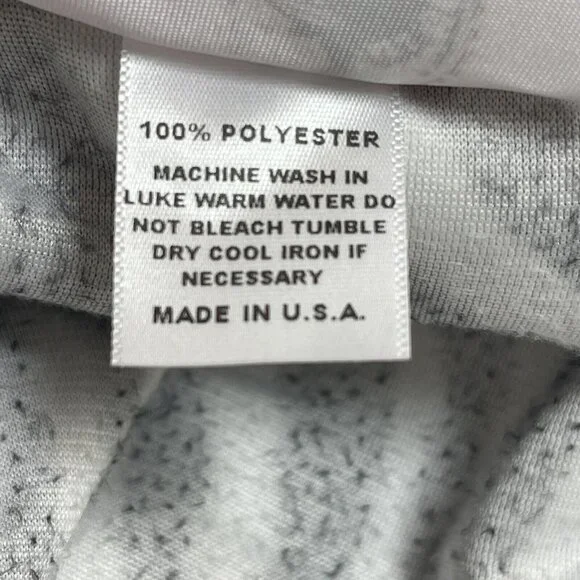 100% POLYESTER
MACHINE WASH IN
LUKE WARM WATER DO
NOT BLEACH TUMBLE
DRY COOL IRON IF
NECESSARY
MADE IN U.S.A.